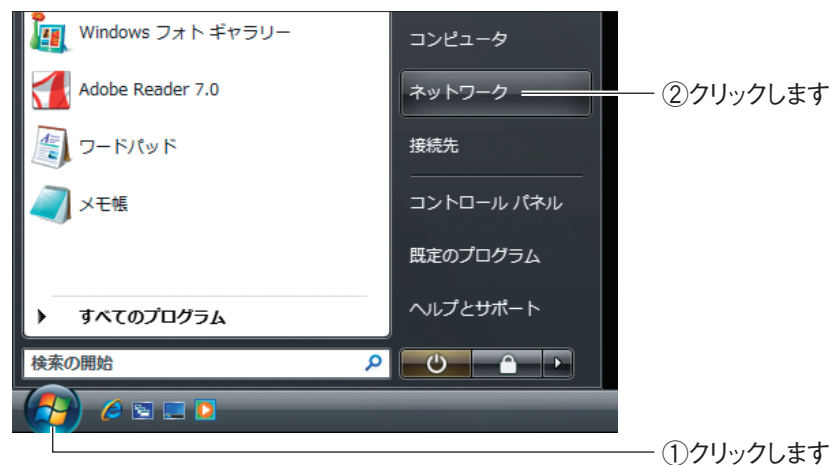 Windows フォト ギャラリー
Adobe Reader 7.0
ワードパッド
メモ帳
すべてのプログラム
検索の開始
コンピュータ
ネットワーク
接続先
コントロール パネル
既定のプログラム
ヘルプとサポート
②クリックします
①クリックします